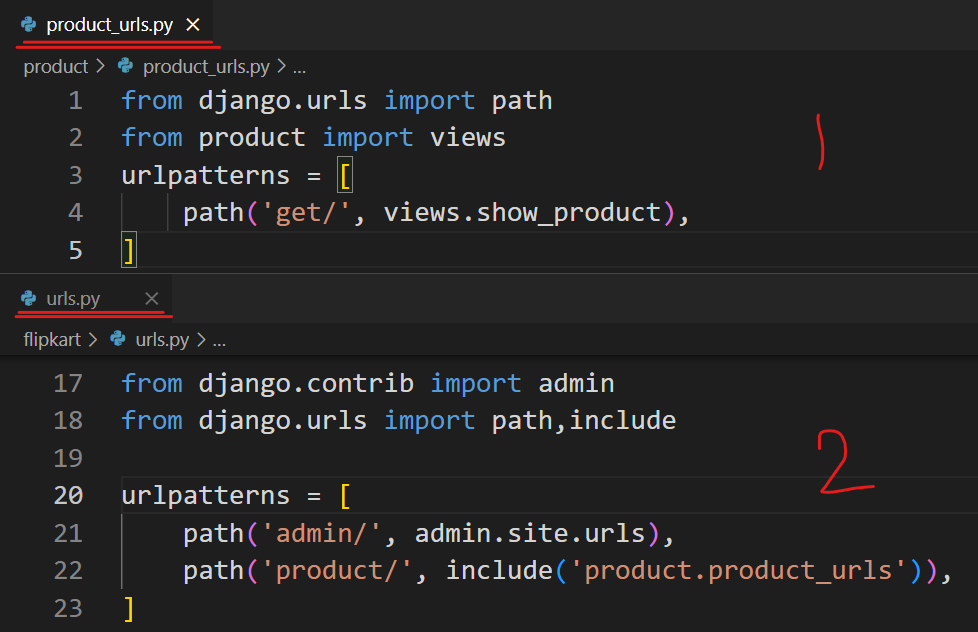 product_urls.py ×
product > product_urls.py > ...
1 from django.urls import path
2 from product import views
3 urlpatterns = [
4     path('get/', views.show_product),
5 ]
1
urls.py ×
flipkart > urls.py > ...
17 from django.contrib import admin
18 from django.urls import path,include
19
20 urlpatterns = [
21     path('admin/', admin.site.urls),
22     path('product/', include('product.product_urls')),
23 ]
2